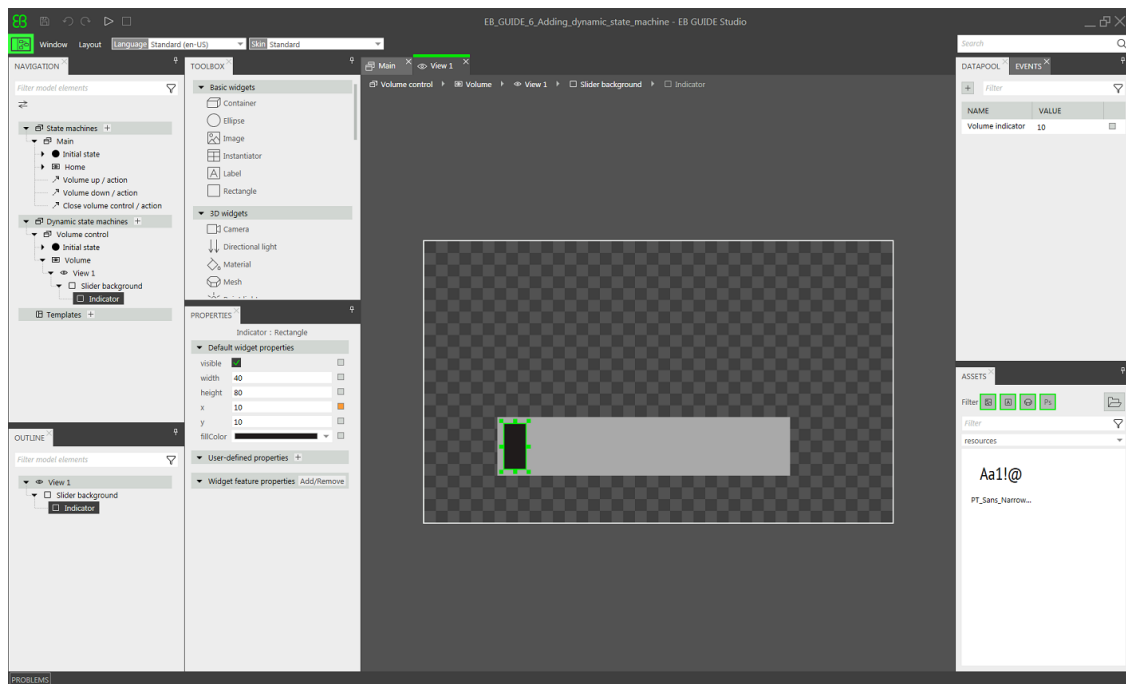 EB_GUIDE_6_Adding_dynamic_state_machine - EB GUIDE Studio
Window Layout Language Standard (en-US) Skin Standard
Search
NAVIGATION
Filter model elements
State machines +
Main
Initial state
Home
Volume up / action
Volume down / action
Close volume control / action
Dynamic state machines +
Volume control
Initial state
Volume
View 1
Slider background
Indicator
Templates +
OUTLINE
Filter model elements
View 1
Slider background
Indicator
TOOLBOX
Basic widgets
Container
Ellipse
Image
Instantiator
A Label
Rectangle
3D widgets
Camera
Directional light
Material
Mesh
PROPERTIES
Indicator : Rectangle
Default widget properties
visible
width 40
height 80
x 10
y 10
fillColor
User-defined properties +
Widget feature properties Add/Remove
Main View 1
Volume control Volume View 1 Slider background Indicator
DATAPOOL EVENTS
+ Filter
NAME VALUE
Volume indicator 10
ASSETS
Filter Ps
Filter
resources
Aa1!@
PT_Sans_Narrow...
PROBLEMS